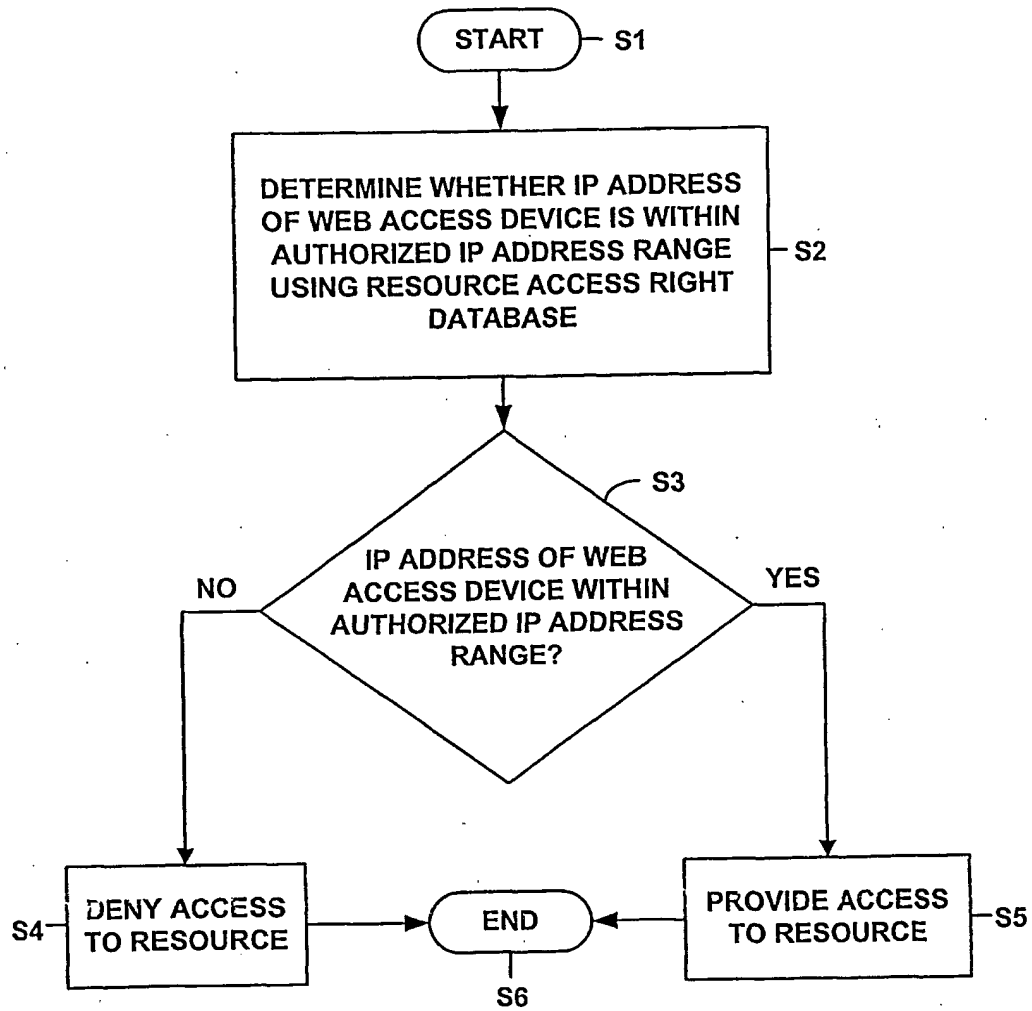 START
S1
DETERMINE WHETHER IP ADDRESS
OF WEB ACCESS DEVICE IS WITHIN
AUTHORIZED IP ADDRESS RANGE
USING RESOURCE ACCESS RIGHT
DATABASE
S2
S3
IP ADDRESS OF WEB
ACCESS DEVICE WITHIN
AUTHORIZED IP ADDRESS
RANGE?
NO
YES
S4
DENY ACCESS
TO RESOURCE
END
S6
PROVIDE ACCESS
TO RESOURCE
S5